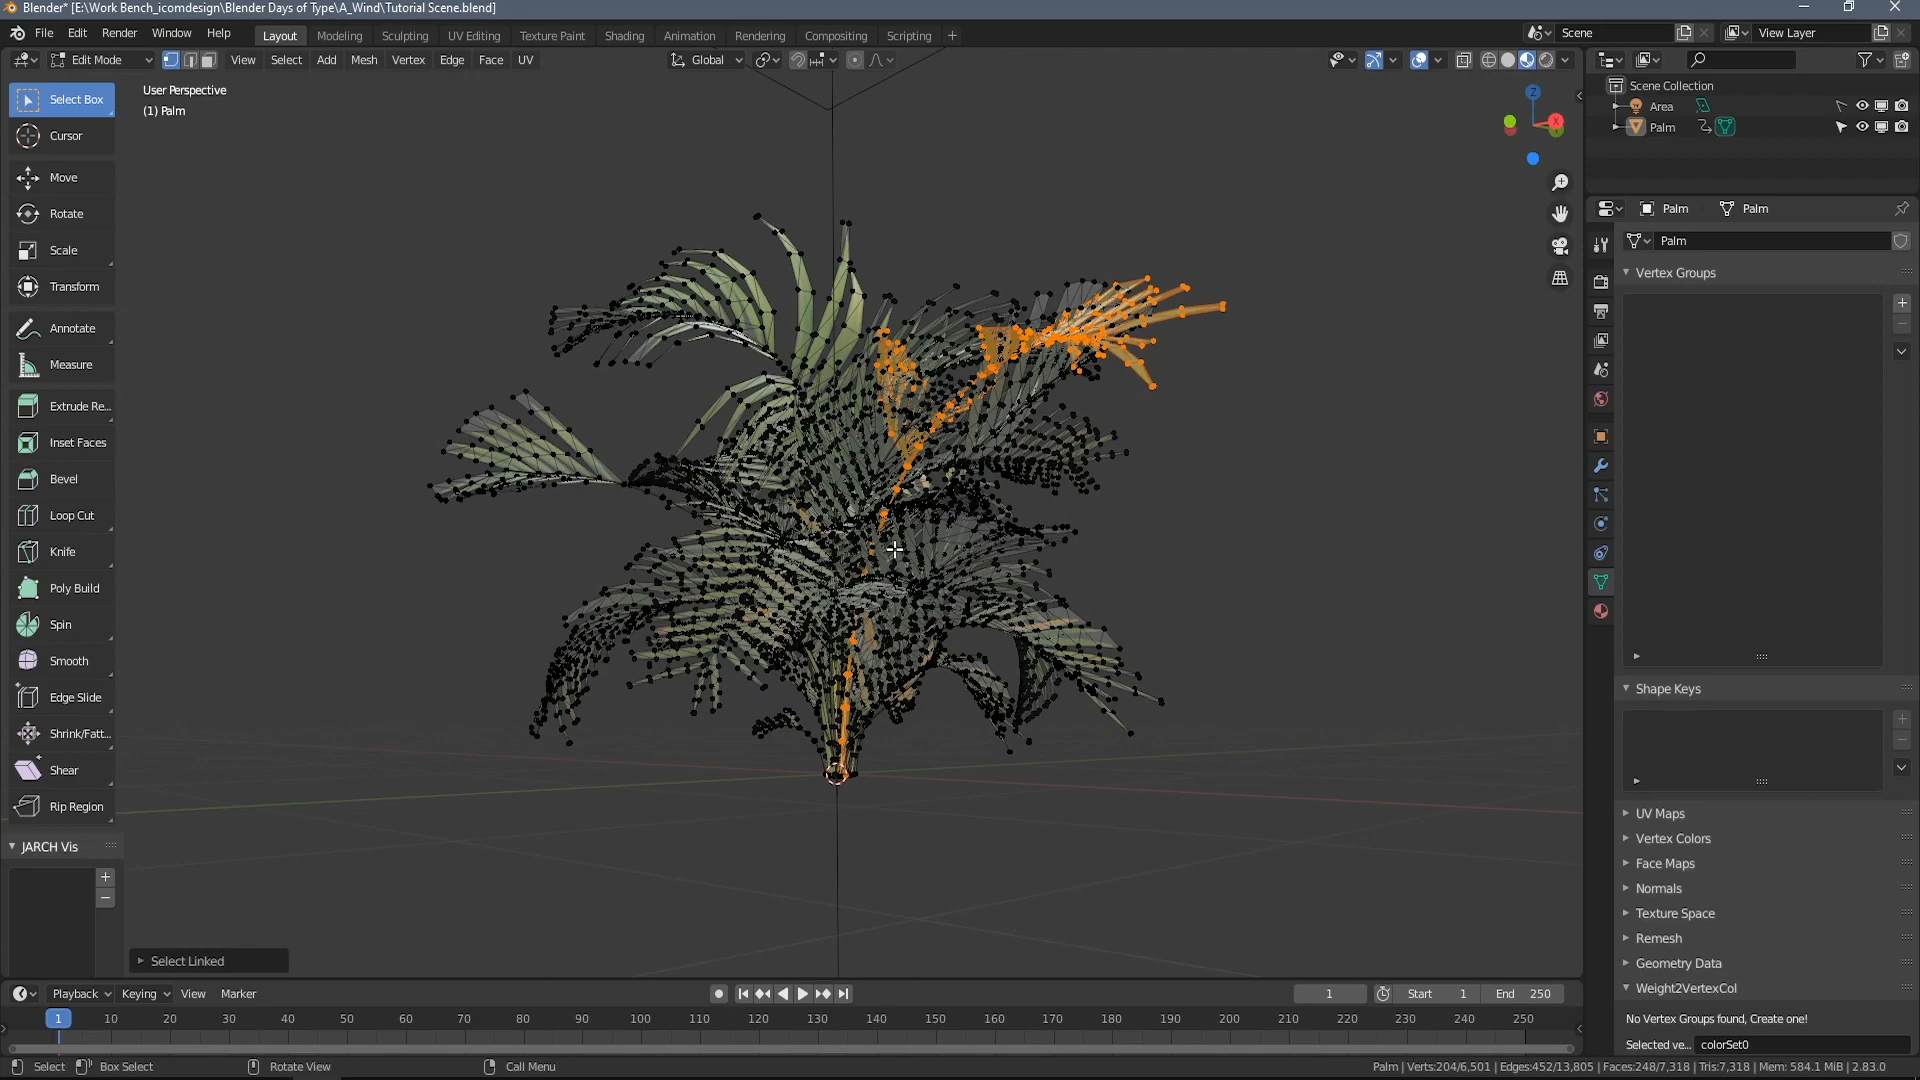 Blender* [E:\Work Bench_icomdesign\Blender Days of Type\A_Wind\Tutorial Scene.blend]
File Edit Render Window Help Layout Modeling Sculpting UV Editing Texture Paint Shading Animation Rendering Compositing Scripting + Scene View Layer
Edit Mode View Select Add Mesh Vertex Edge Face UV Global
Select Box
Cursor
Move
Rotate
Scale
Transform
Annotate
Measure
Extrude Re...
Inset Faces
Bevel
Loop Cut
Knife
Poly Build
Spin
Smooth
Edge Slide
Shrink/Fatt...
Shear
Rip Region
JARCH Vis
+
−
User Perspective
(1) Palm
Z
X
Select Linked
Scene Collection
Area
Palm
Palm Palm
Palm
Vertex Groups
Shape Keys
UV Maps
Vertex Colors
Face Maps
Normals
Texture Space
Remesh
Geometry Data
Weight2VertexCol
No Vertex Groups found, Create one!
Selected ve... colorSet0
Playback Keying View Marker 1 Start 1 End 250
1 10 20 30 40 50 60 70 80 90 100 110 120 130 140 150 160 170 180 190 200 210 220 230 240 250
Select Box Select Rotate View Call Menu Palm | Verts:204/6,501 | Edges:452/13,805 | Faces:248/7,318 | Tris:7,318 | Mem: 584.1 MiB | 2.83.0